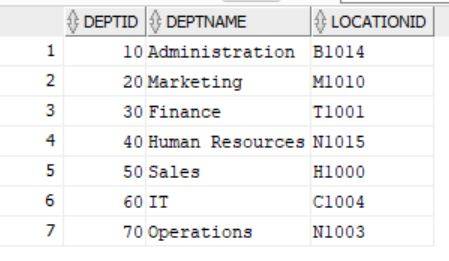 DEPTID DEPTNAME LOCATIONID
1 10 Administration B1014
2 20 Marketing M1010
3 30 Finance T1001
4 40 Human Resources N1015
5 50 Sales H1000
6 60 IT C1004
7 70 Operations N1003